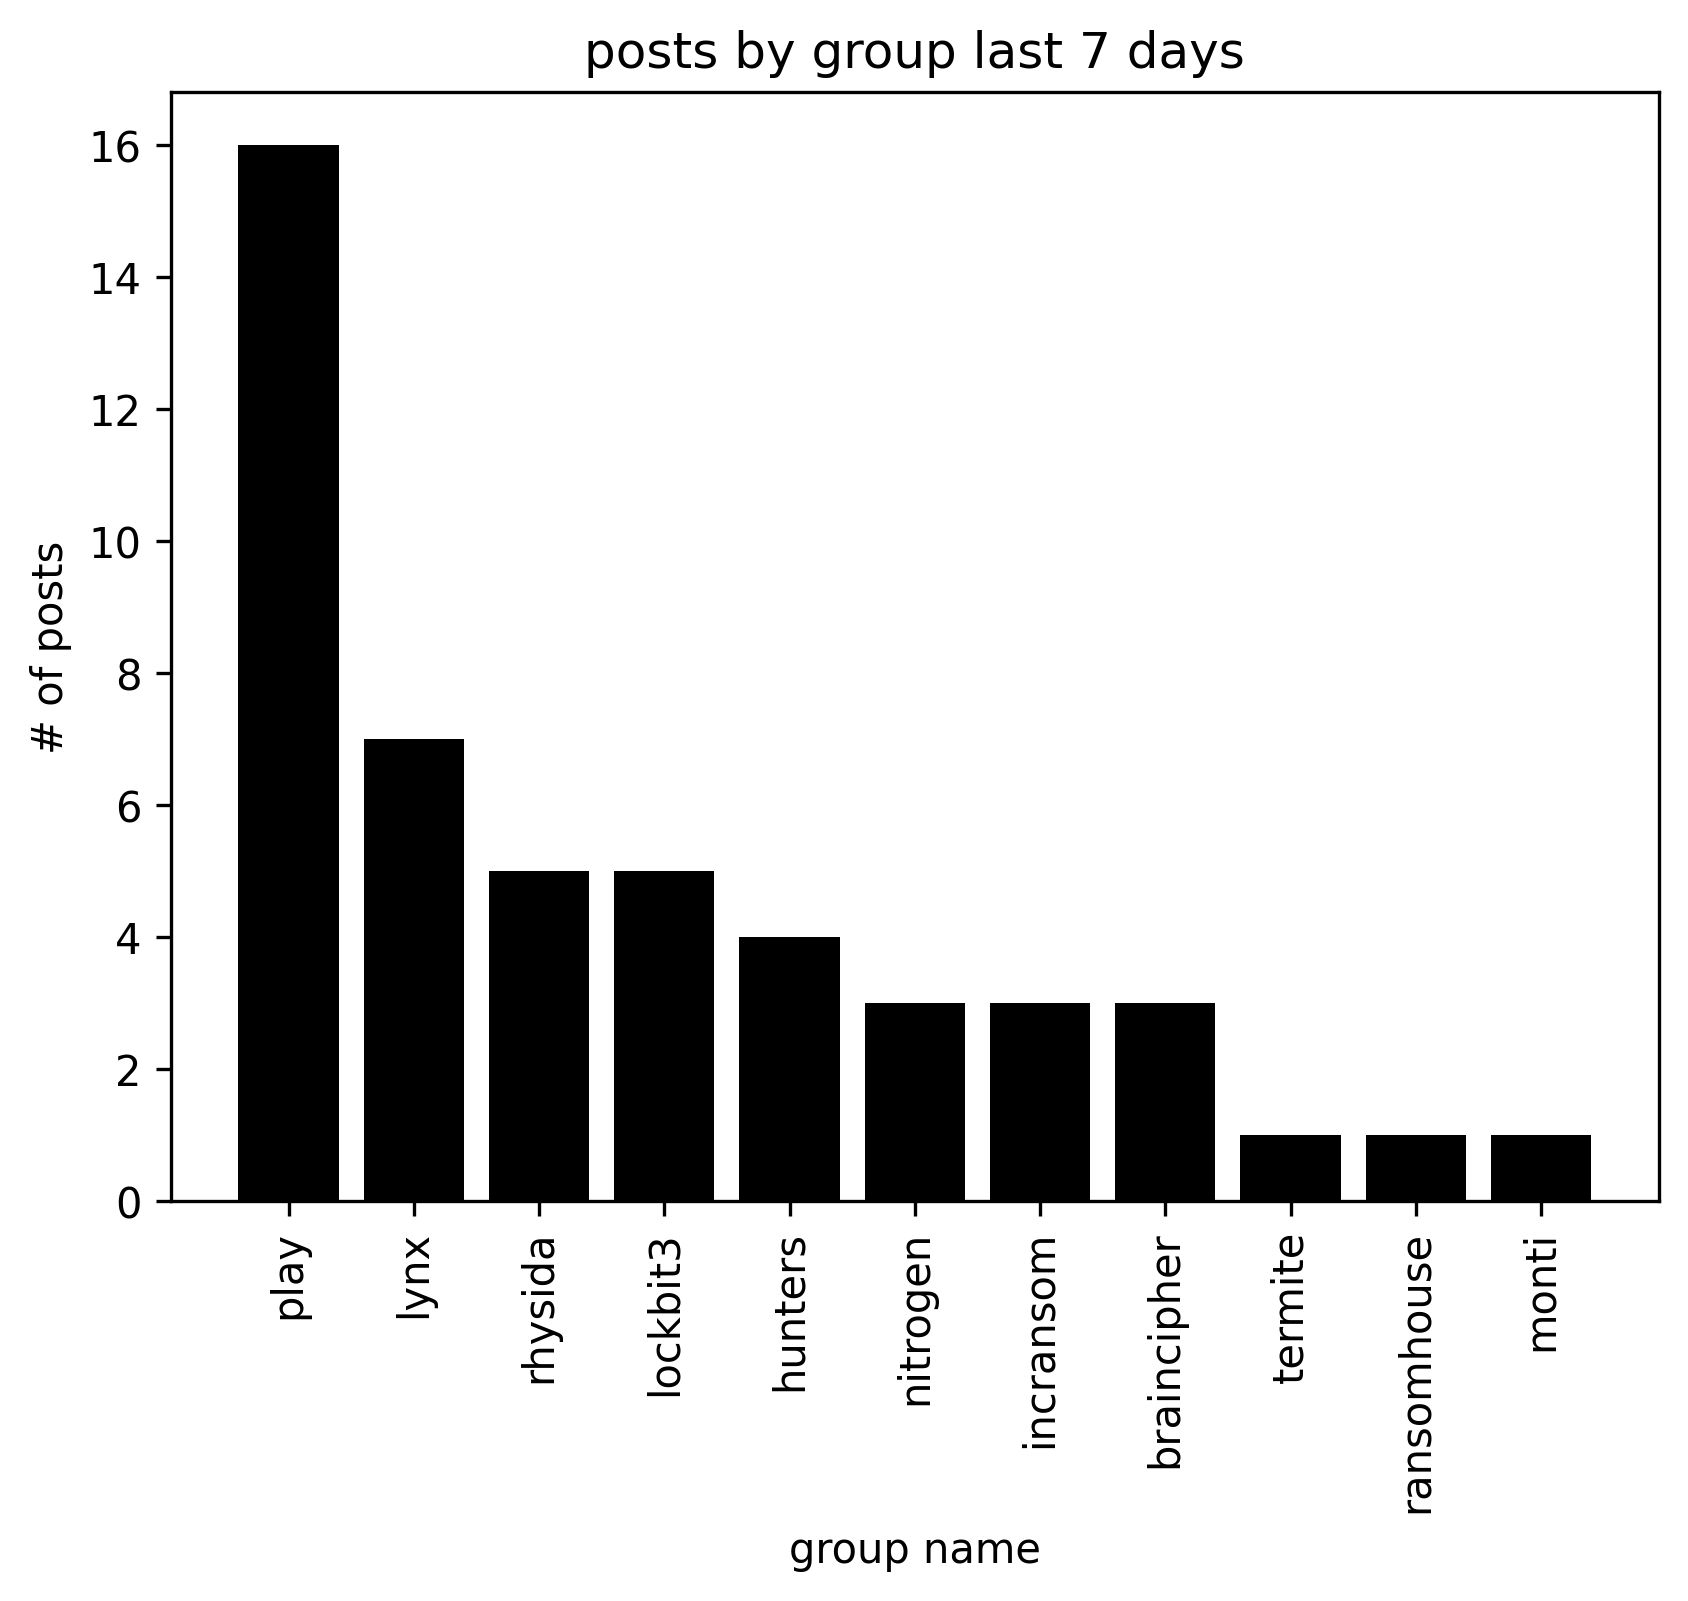 posts by group last 7 days
16
14
12
10
8
6
4
2
0
# of posts
play
lynx
rhysida
lockbit3
hunters
nitrogen
incransom
braincipher
termite
ransomhouse
monti
group name